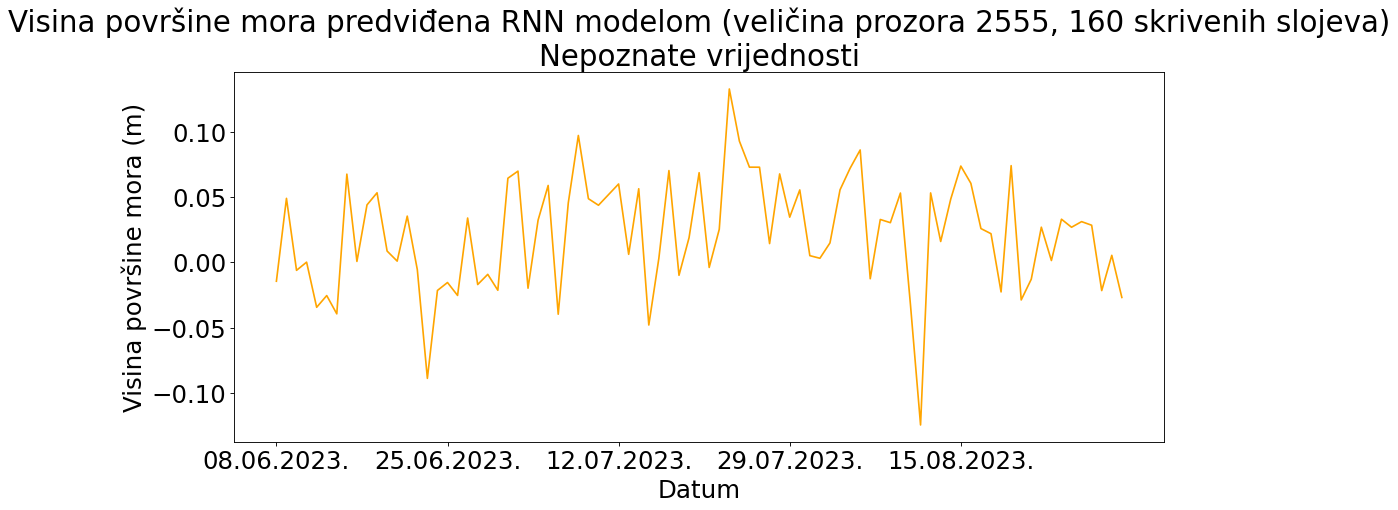 Visina površine mora predviđena RNN modelom (veličina prozora 2555, 160 skrivenih slojeva)
Nepoznate vrijednosti
Visina površine mora (m)
0.10
0.05
0.00
−0.05
−0.10
08.06.2023. 25.06.2023. 12.07.2023. 29.07.2023. 15.08.2023.
Datum